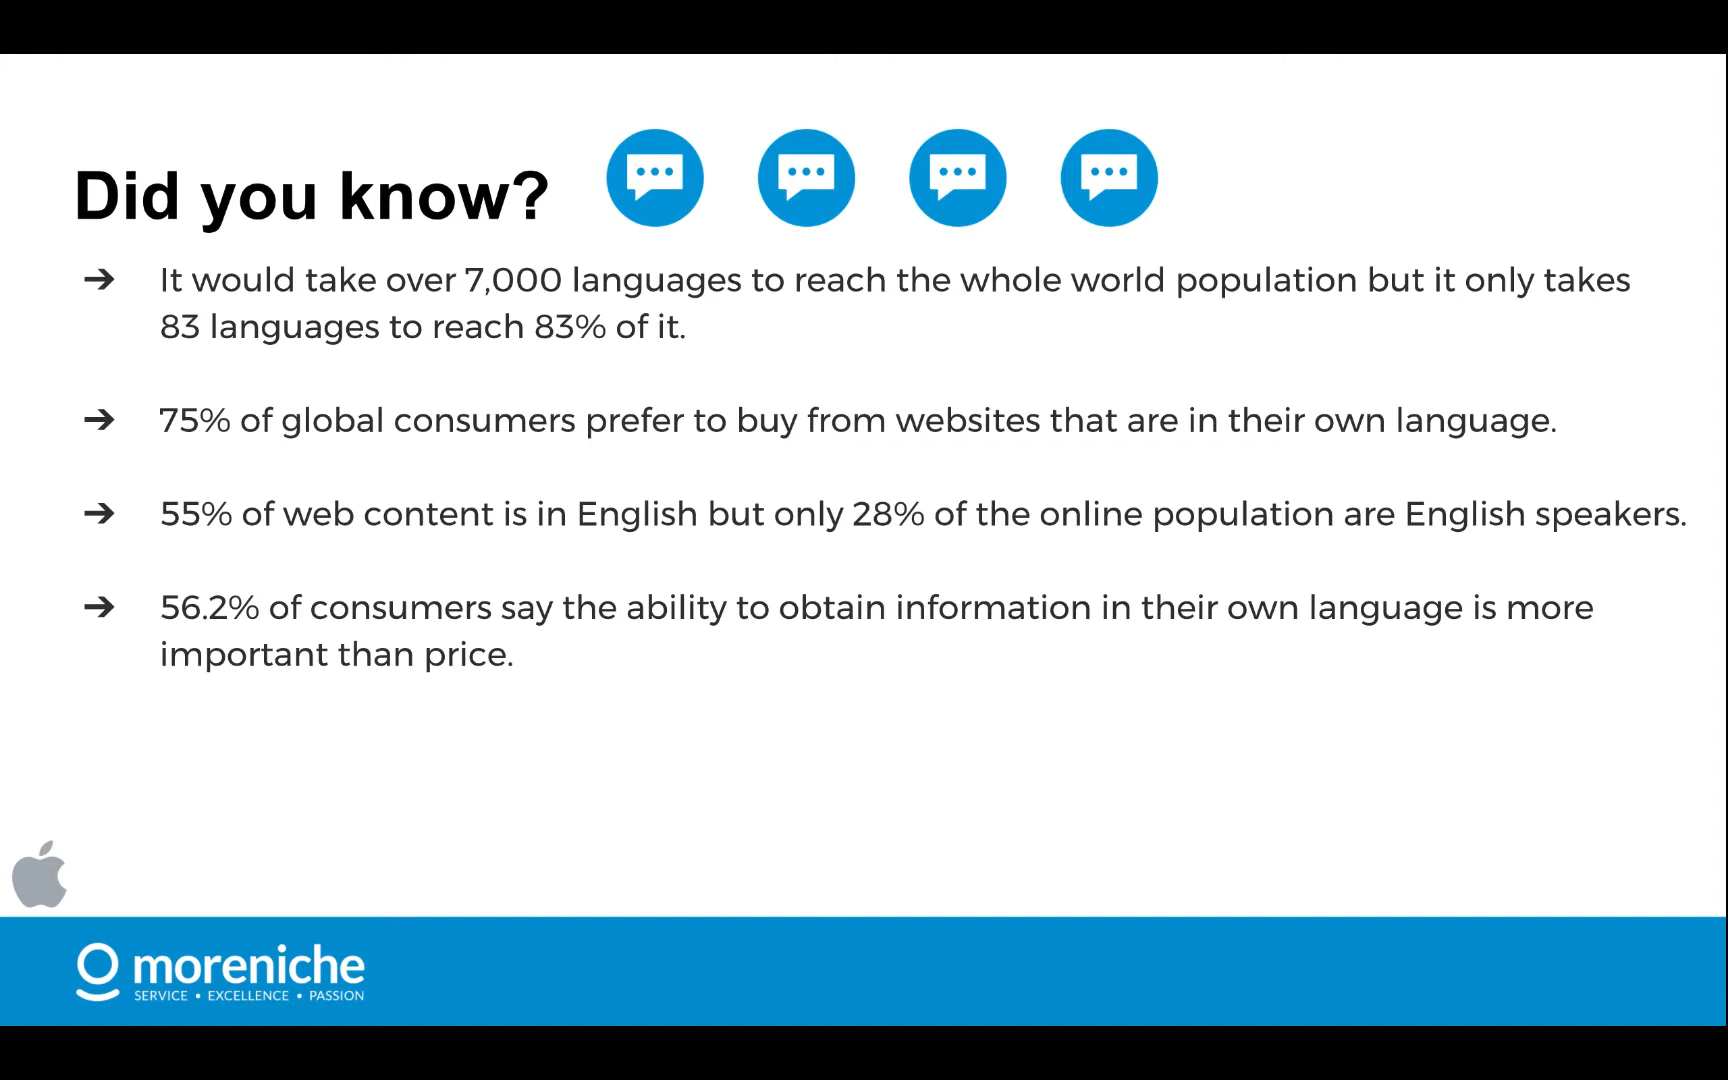 Did you know?
➔ It would take over 7,000 languages to reach the whole world population but it only takes
83 languages to reach 83% of it.
➔ 75% of global consumers prefer to buy from websites that are in their own language.
➔ 55% of web content is in English but only 28% of the online population are English speakers.
➔ 56.2% of consumers say the ability to obtain information in their own language is more
important than price.
moreniche
SERVICE • EXCELLENCE • PASSION